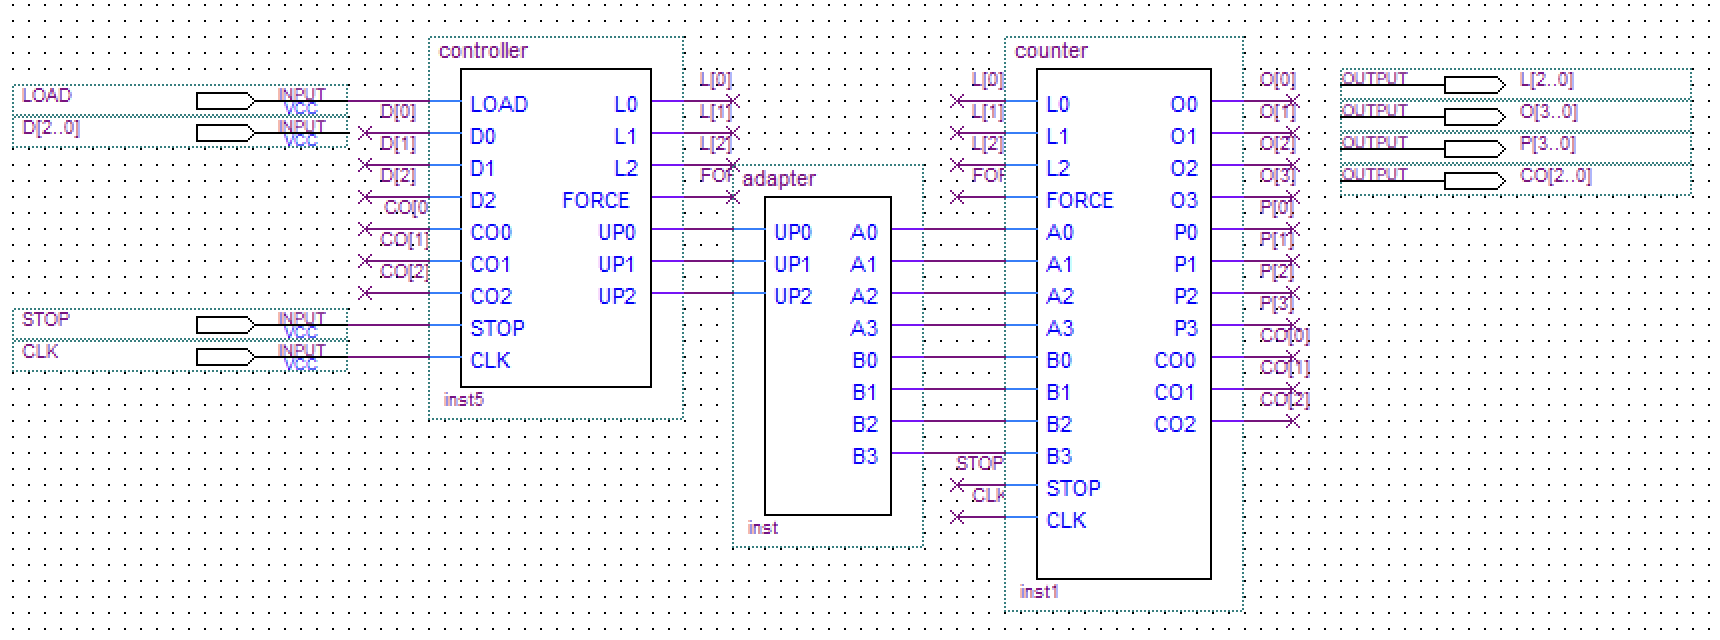 controller
counter
LOAD
INPUT
VCC
D[2..0]
INPUT
VCC
D[0]
D[1]
D[2]
CO[0
CO[1]
CO[2]
STOP
INPUT
VCC
CLK
INPUT
VCC
LOAD
D0
D1
D2
CO0
CO1
CO2
STOP
CLK
L0
L1
L2
FORCE
UP0
UP1
UP2
inst5
L[0]
L[1]
L[2]
adapter
UP0
UP1
UP2
A0
A1
A2
A3
B0
B1
B2
B3
inst
L[0]
L[1]
L[2]
STOP
CLK
L0
L1
L2
FORCE
A0
A1
A2
A3
B0
B1
B2
B3
STOP
CLK
O0
O1
O2
O3
P0
P1
P2
P3
CO0
CO1
CO2
inst1
O[0]
O[1]
O[2]
O[3]
P[0]
P[1]
P[2]
P[3]
CO[0]
CO[1]
CO[2]
OUTPUT
L[2..0]
OUTPUT
O[3..0]
OUTPUT
P[3..0]
OUTPUT
CO[2..0]